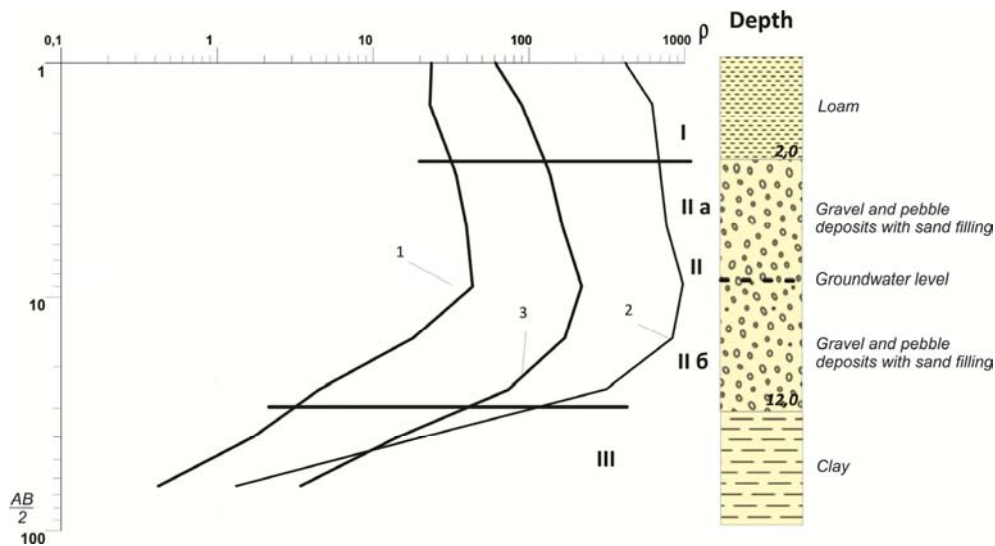 Depth
0,1 1 10 100 1000 ρ
1
Loam
I
2,0
II a
Gravel and pebble
deposits with sand filling
1
II
Groundwater level
10
3
2
II б
Gravel and pebble
deposits with sand filling
12,0
III
Clay
AB
2
100